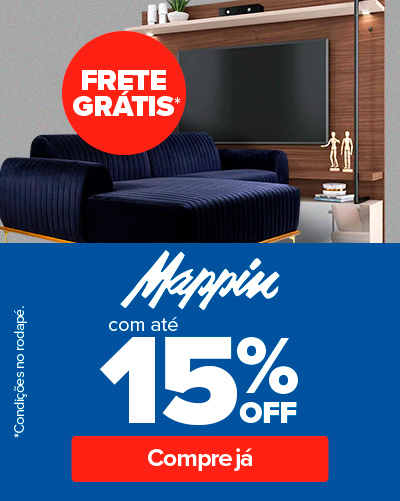 FRETE
GRÁTIS*
Mappin
com até
15%
OFF
Compre já
*Condições no rodapé.